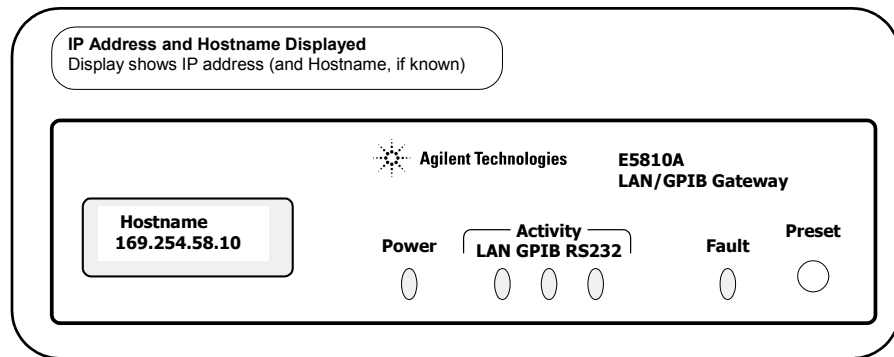 IP Address and Hostname Displayed
Display shows IP address (and Hostname, if known)
Agilent Technologies
E5810A
LAN/GPIB Gateway
Hostname
169.254.58.10
Power
Activity
LAN GPIB RS232
Fault
Preset